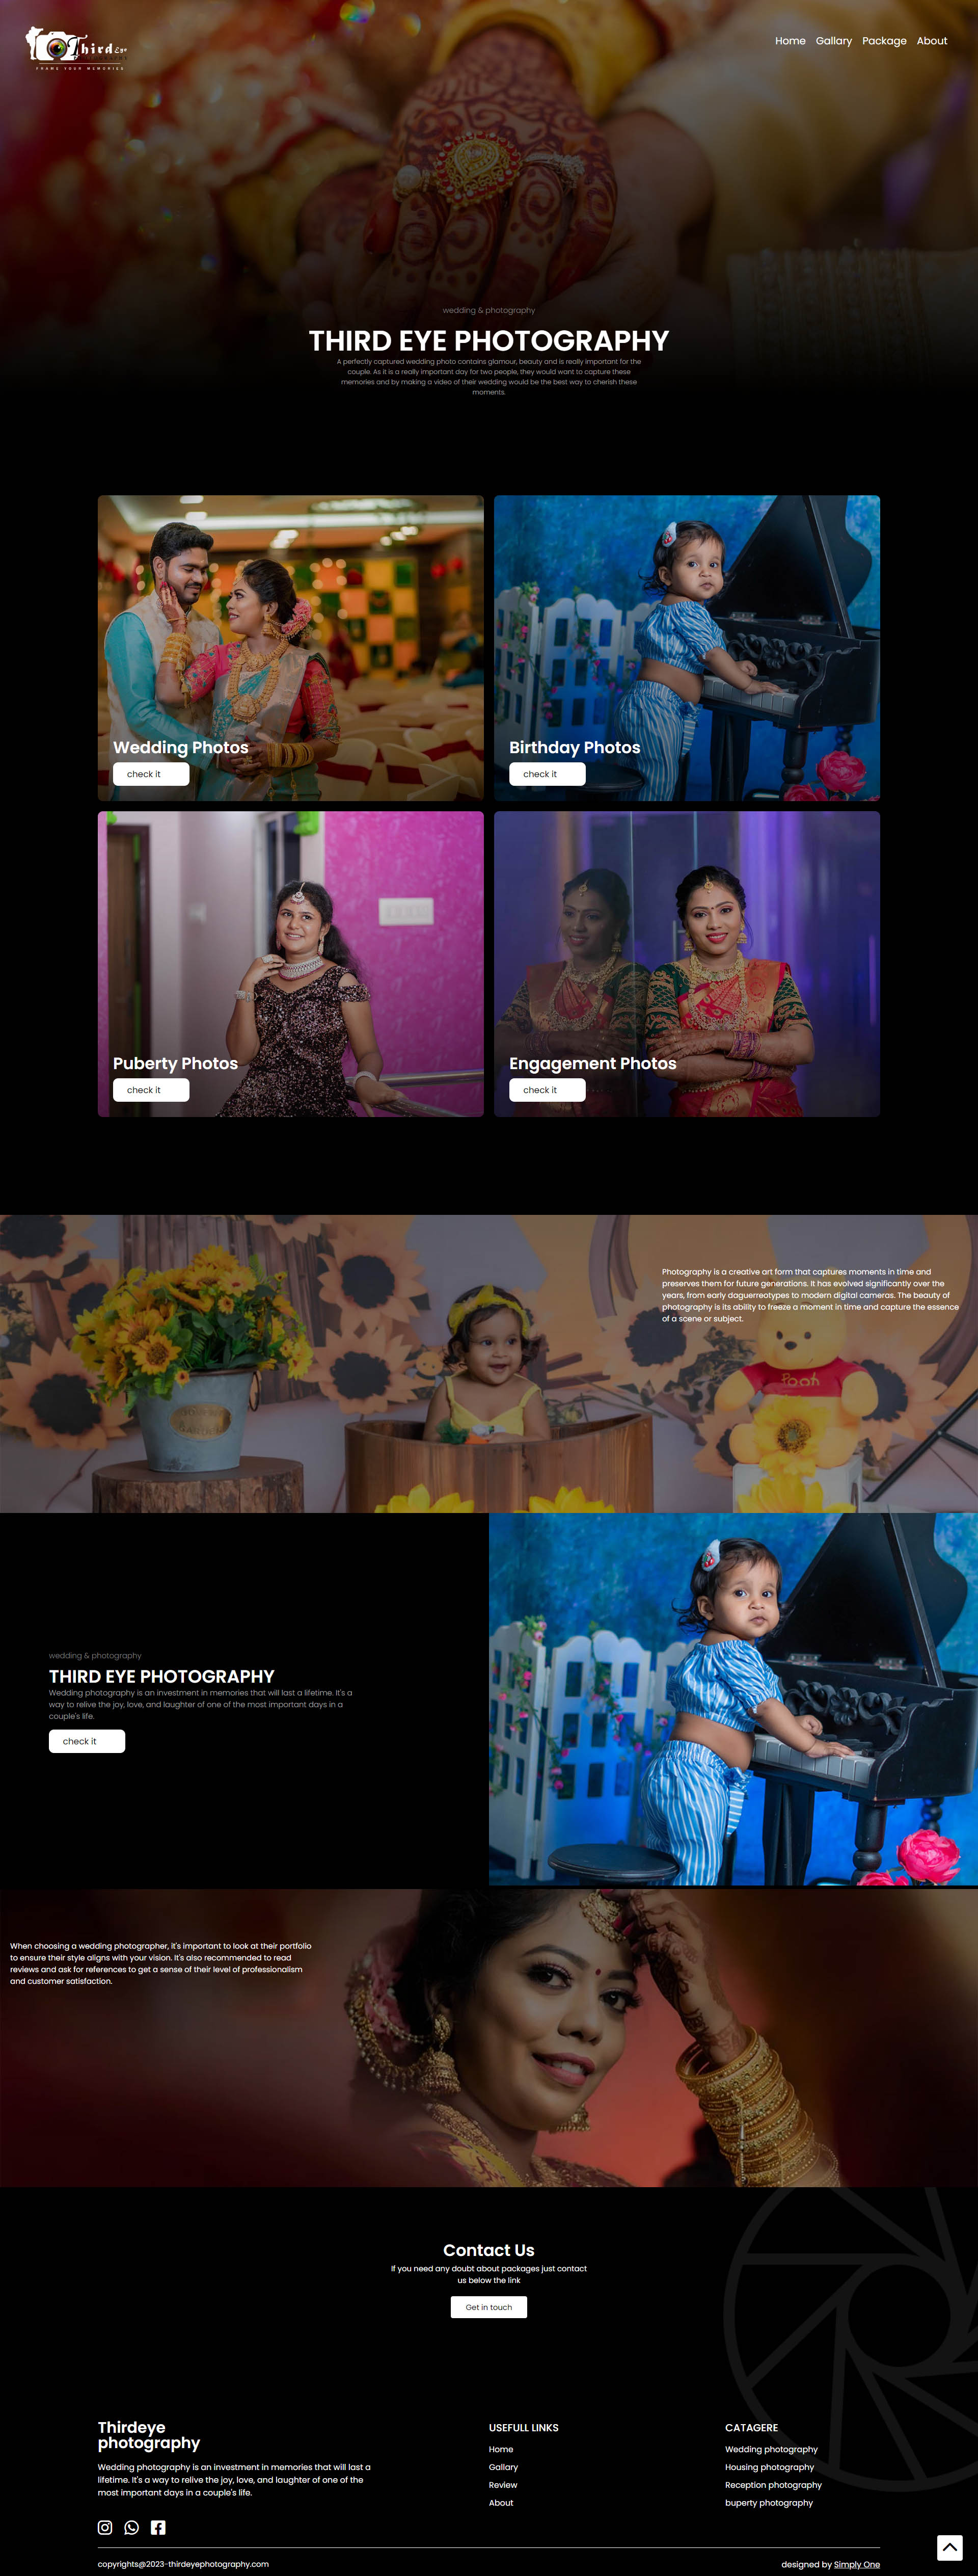 Third Eye
FRAME YOUR MEMORIES
Home Gallary Package About
wedding & photography
THIRD EYE PHOTOGRAPHY
A perfectly captured wedding photo contains glamour, beauty and is really important for the
couple. As it is a really important day for two people, they would want to capture these
memories and by making a video of their wedding would be the best way to cherish these
moments.
Wedding Photos
check it
Birthday Photos
check it
Puberty Photos
check it
Engagement Photos
check it
Photography is a creative art form that captures moments in time and
preserves them for future generations. It has evolved significantly over the
years, from early daguerreotypes to modern digital cameras. The beauty of
photography is its ability to freeze a moment in time and capture the essence
of a scene or subject.
Pooh
wedding & photography
THIRD EYE PHOTOGRAPHY
Wedding photography is an investment in memories that will last a lifetime. It's a
way to relive the joy, love, and laughter of one of the most important days in a
couple's life.
check it
When choosing a wedding photographer, it's important to look at their portfolio
to ensure their style aligns with your vision. It's also recommended to read
reviews and ask for references to get a sense of their level of professionalism
and customer satisfaction.
Contact Us
If you need any doubt about packages just contact
us below the link
Get in touch
Thirdeye
photography
Wedding photography is an investment in memories that will last a
lifetime. It's a way to relive the joy, love, and laughter of one of the
most important days in a couple's life.
USEFULL LINKS
Home
Gallary
Review
About
CATAGERE
Wedding photography
Housing photography
Reception photography
buperty photography
copyrights@2023-thirdeyephotography.com
designed by Simply One